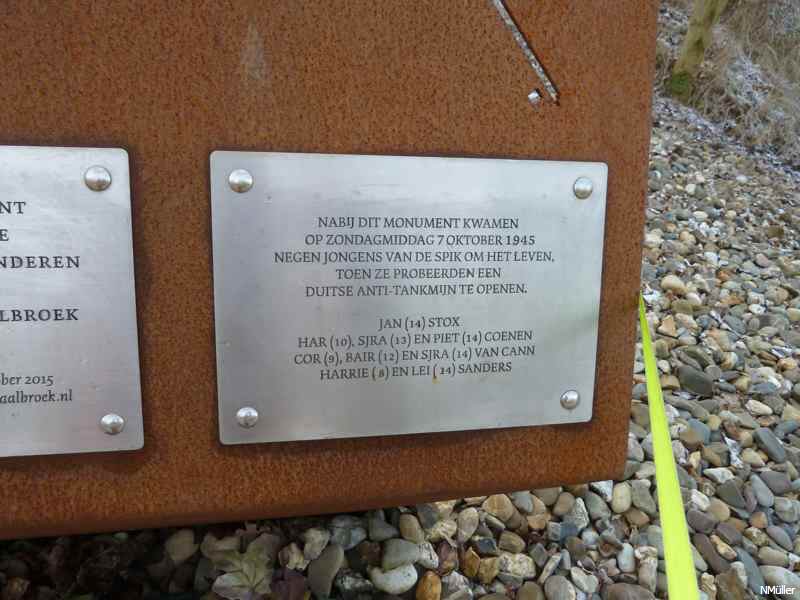 NT
E
NDEREN
LBROEK
ober 2015
aalbroek.nl
NABIJ DIT MONUMENT KWAMEN
OP ZONDAGMIDDAG 7 OKTOBER 1945
NEGEN JONGENS VAN DE SPIK OM HET LEVEN,
TOEN ZE PROBEERDEN EEN
DUITSE ANTI-TANKMIJN TE OPENEN.
JAN (14) STOX
HAR (10), SJRA (13) EN PIET (14) COENEN
COR (9), BAIR (12) EN SJRA (14) VAN CANN
HARRIE (8) EN LEI (14) SANDERS
NMüller